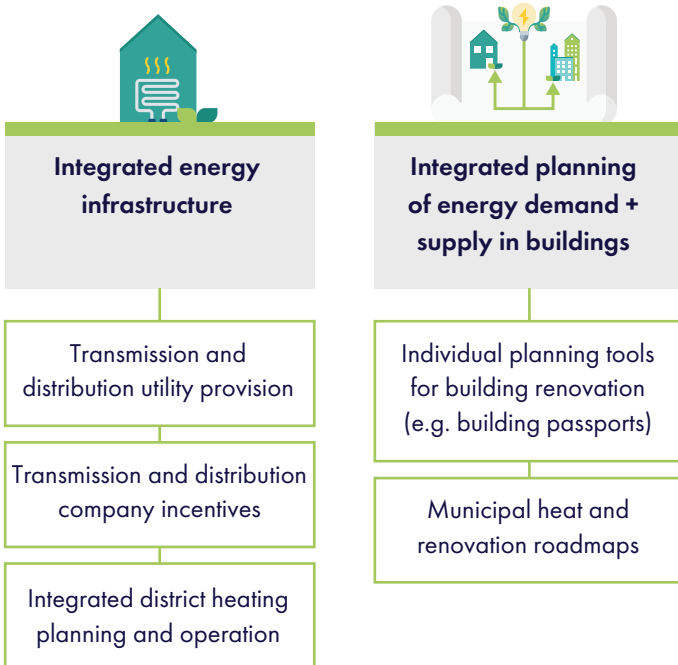 Integrated energy
infrastructure
Transmission and
distribution utility provision
Transmission and distribution
company incentives
Integrated district heating
planning and operation
Integrated planning
of energy demand +
supply in buildings
Individual planning tools
for building renovation
(e.g. building passports)
Municipal heat and
renovation roadmaps